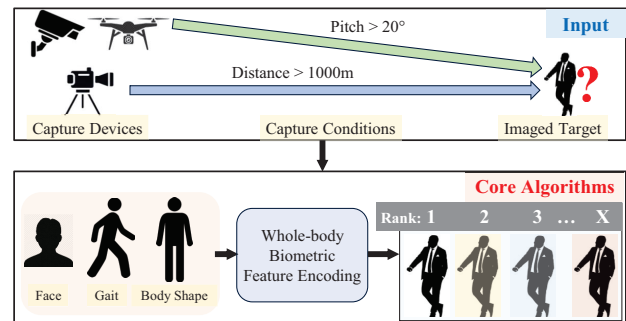 Input
Pitch > 20°
Distance > 1000m
?
Capture Devices
Capture Conditions
Imaged Target
Core Algorithms
Rank: 1 2 3 ... X
Whole-body
Biometric
Feature Encoding
Face
Gait
Body Shape